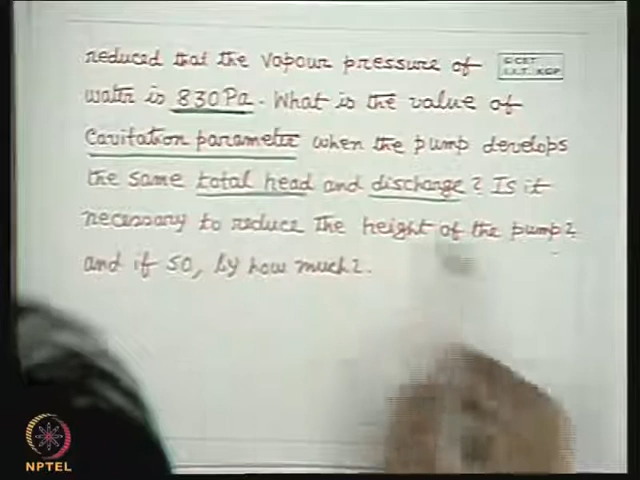 reduced that the vapour pressure of
water is 830 Pa. What is the value of
Cavitation parameter when the pump develops
the same total head and discharge? Is it
necessary to reduce the height of the pump?
and if so, by how much?.
I.I.T. KGP
NPTEL